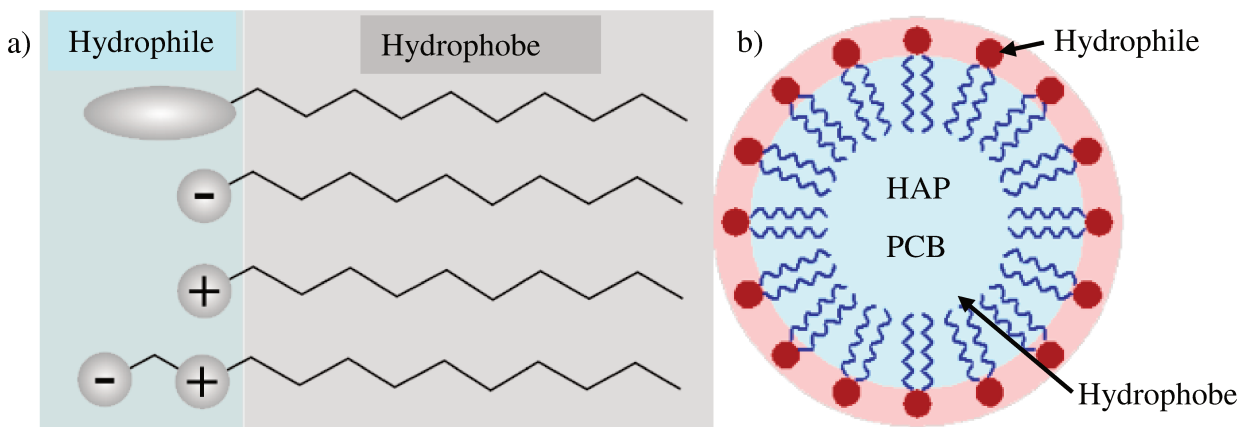 a)
Hydrophile
Hydrophobe
-
+
- +
b)
Hydrophile
HAP
PCB
Hydrophobe